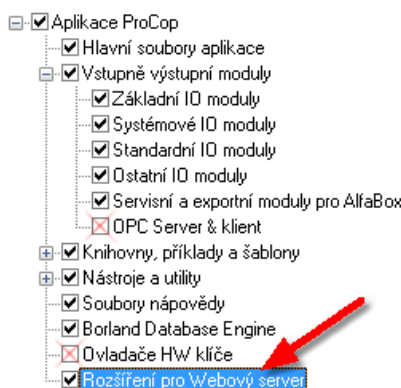 Aplikace ProCop
Hlavní soubory aplikace
Vstupně výstupní moduly
Základní IO moduly
Systémové IO moduly
Standardní IO moduly
Ostatní IO moduly
Servisní a exportní moduly pro AlfaBox
OPC Server & klient
Knihovny, příklady a šablony
Nástroje a utility
Soubory nápovědy
Borland Database Engine
Ovladače HW klíče
Rozšíření pro Webový server